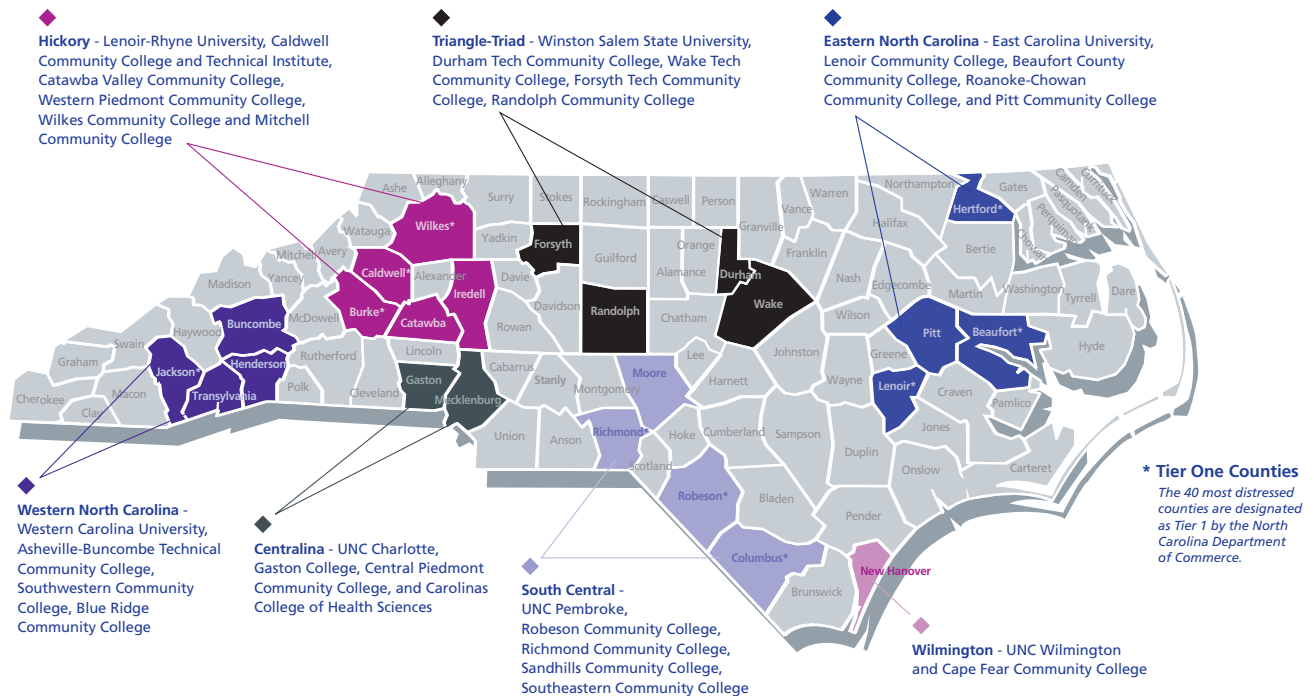 Hickory - Lenoir-Rhyne University, Caldwell
Community College and Technical Institute,
Catawba Valley Community College,
Western Piedmont Community College,
Wilkes Community College and Mitchell
Community College
Triangle-Triad - Winston Salem State University,
Durham Tech Community College, Wake Tech
Community College, Forsyth Tech Community
College, Randolph Community College
Eastern North Carolina - East Carolina University,
Lenoir Community College, Beaufort County
Community College, Roanoke-Chowan
Community College, and Pitt Community College
Ashe
Alleghany
Surry
Stokes
Rockingham
Caswell
Person
Granville
Vance
Warren
Northampton
Hertford*
Gates
Camden
Currituck
Pasquotank
Perquimans
Chowan
Watauga
Wilkes*
Yadkin
Forsyth
Guilford
Alamance
Orange
Durham
Franklin
Halifax
Bertie
Mitchell
Avery
Caldwell*
Alexander
Iredell
Davie
Davidson
Randolph
Chatham
Wake
Nash
Edgecombe
Martin
Washington
Tyrrell
Dare
Madison
Yancey
Burke*
Catawba
Rowan
Wilson
Pitt
Beaufort*
Hyde
Buncombe
McDowell
Haywood
Swain
Graham
Jackson*
Henderson
Rutherford
Lincoln
Cabarrus
Stanly
Montgomery
Moore
Lee
Harnett
Johnston
Wayne
Greene
Lenoir*
Craven
Pamlico
Cherokee
Clay
Macon
Transylvania
Polk
Cleveland
Gaston
Mecklenburg
Union
Anson
Richmond*
Scotland
Hoke
Cumberland
Sampson
Duplin
Jones
Onslow
Carteret
Robeson*
Bladen
Pender
Columbus*
Brunswick
New Hanover
* Tier One Counties
The 40 most distressed
counties are designated
as Tier 1 by the North
Carolina Department
of Commerce.
Western North Carolina -
Western Carolina University,
Asheville-Buncombe Technical
Community College,
Southwestern Community
College, Blue Ridge
Community College
Centralina - UNC Charlotte,
Gaston College, Central Piedmont
Community College, and Carolinas
College of Health Sciences
South Central -
UNC Pembroke,
Robeson Community College,
Richmond Community College,
Sandhills Community College,
Southeastern Community College
Wilmington - UNC Wilmington
and Cape Fear Community College